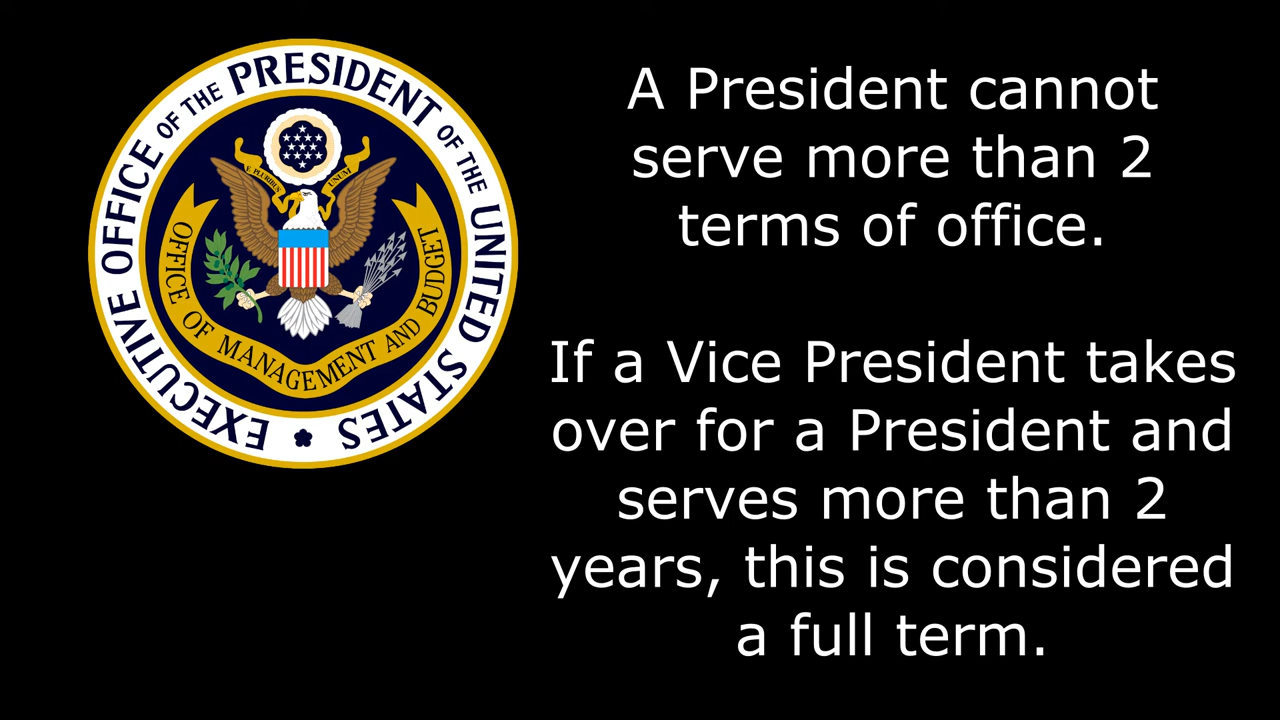 EXECUTIVE OFFICE OF THE PRESIDENT OF THE UNITED STATES
E PLURIBUS UNUM
OFFICE OF MANAGEMENT AND BUDGET
A President cannot
serve more than 2
terms of office.
If a Vice President takes
over for a President and
serves more than 2
years, this is considered
a full term.